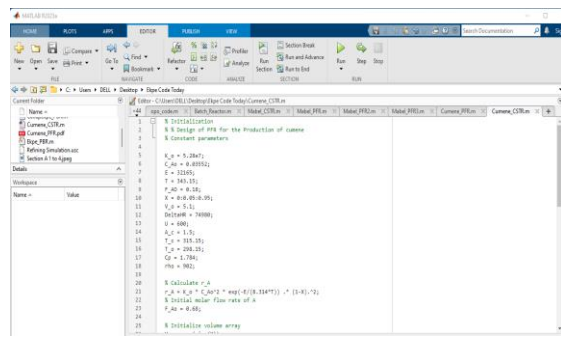 MATLAB R2023a
HOME PLOTS APPS EDITOR PUBLISH VIEW
Search Documentation
New Open Save Compare Print Go To Find Bookmark Refactor Profiler Analyze Run Section Section Break Run and Advance Run to End Run Step Stop
FILE NAVIGATE CODE ANALYZE SECTION RUN
C: Users DELL Desktop Ekpe Code Today
Current Folder
Name
Cumene_CSTR.m
Cumene_PFR.pdf
Ekpe_PBR.m
Refining Simulation.usc
Section A 1 to 4.jpeg
Details
Workspace
Name Value
Editor - C:\Users\DELL\Desktop\Ekpe Code Today\Cumene_CSTR.m
+44 Batch_Reactor.m Mabel_CSTR.m Mabel_PFR.m Mabel_PFR2.m Mabel_PFR3.m Cumene_PFR.m Cumene_CSTR.m
1 % Initialization
2 % % Design of PFR for the Production of cumene
3 % Constant parameters
4
5 K_o = 5.28e7;
6 C_Ao = 0.03552;
7 E = 32165;
8 T = 343.15;
9 F_AO = 0.18;
10 X = 0:0.05:0.95;
11 V_o = 5.1;
12 DeltaHR = 74980;
13 U = 600;
14 A_c = 1.5;
15 T_c = 315.15;
16 T_o = 298.15;
17 Cp = 1.784;
18 rho = 902;
19
20 % Calculate r_A
21 r_A = K_o * C_Ao^2 * exp(-E/(8.314*T)) .* (1-X).^2;
22 % Initial molar flow rate of A
23 F_Ao = 0.68;
24
25 % Initialize volume array